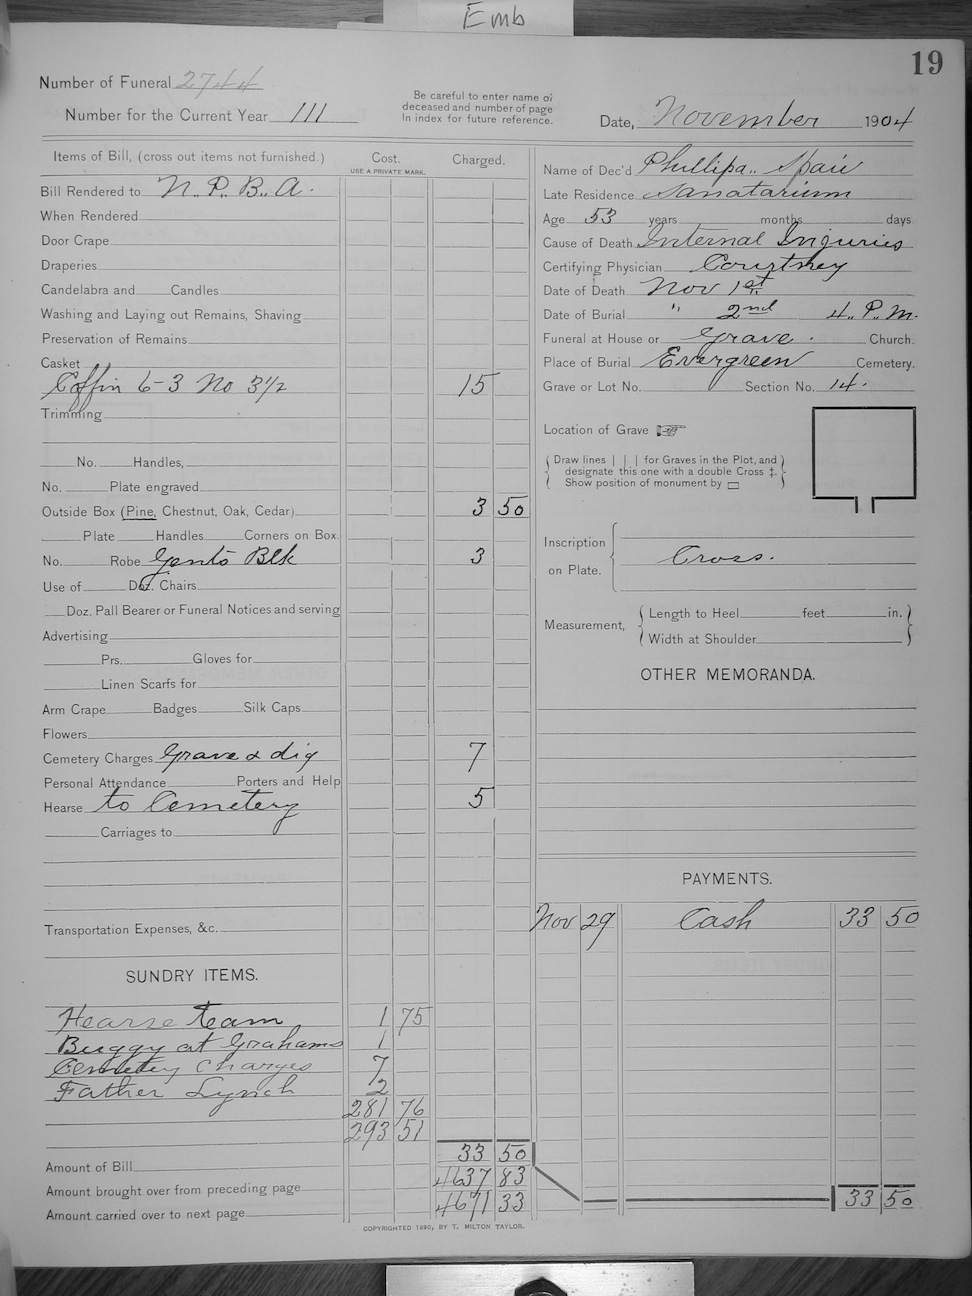 Emb
19
Number of Funeral 2744
Number for the Current Year 111
Be careful to enter name of
deceased and number of page
In index for future reference.
Date, November 1904
Items of Bill, (cross out items not furnished.) Cost. Charged.
USE A PRIVATE MARK.
Bill Rendered to N. P. B. A.
When Rendered
Door Crape
Draperies
Candelabra and Candles
Washing and Laying out Remains, Shaving
Preservation of Remains
Casket
Coffin 6-3 No 3½ 15
Trimming
No. Handles,
No. Plate engraved
Outside Box (Pine, Chestnut, Oak, Cedar) 3 50
Plate Handles Corners on Box.
No. Robe Gents Blk 3
Use of Doz. Chairs
Doz. Pall Bearer or Funeral Notices and serving
Advertising
Prs. Gloves for
Linen Scarfs for
Arm Crape Badges Silk Caps
Flowers
Cemetery Charges Grave & dig 7
Personal Attendance Porters and Help
Hearse to Cemetery 5
Carriages to
Transportation Expenses, &c.
SUNDRY ITEMS.
Hearse team 1 75
Buggy at Grahams 1
Cemetery Charges 7
Father Lynch 2
281 76
293 51
Amount of Bill 33 50
Amount brought over from preceding page 4637 83
Amount carried over to next page 4671 33
COPYRIGHTED 1890, BY T. MILTON TAYLOR.
Name of Dec'd Phillipa Spair
Late Residence Sanatarium
Age 53 years months days
Cause of Death Internal Injuries
Certifying Physician Courtney
Date of Death Nov 1st
Date of Burial " 2nd 4. P.M.
Funeral at House or Grave. Church.
Place of Burial Evergreen Cemetery.
Grave or Lot No. Section No. 14.
Location of Grave
Draw lines | | | for Graves in the Plot, and
designate this one with a double Cross ‡.
Show position of monument by ▭
Inscription
on Plate. Cross.
Measurement, Length to Heel feet in.
Width at Shoulder
OTHER MEMORANDA.
PAYMENTS.
Nov 29 Cash 33 50
33 50